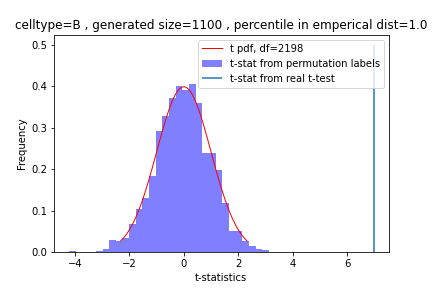 celltype=B , generated size=1100 , percentile in emperical dist=1.0
t pdf, df=2198
t-stat from permutation labels
t-stat from real t-test
0.5
0.4
0.3
0.2
0.1
0.0
Frequency
−4 −2 0 2 4 6
t-statistics